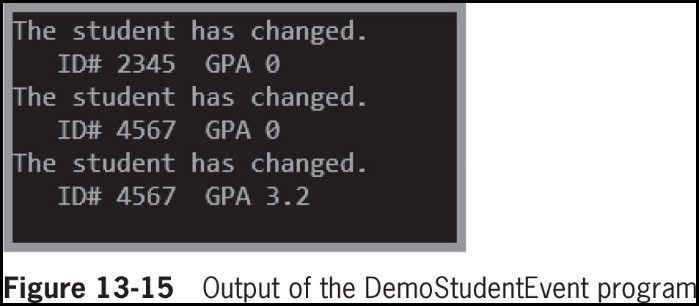 The student has changed.
   ID# 2345  GPA 0
The student has changed.
   ID# 4567  GPA 0
The student has changed.
   ID# 4567  GPA 3.2
Figure 13-15   Output of the DemoStudentEvent program